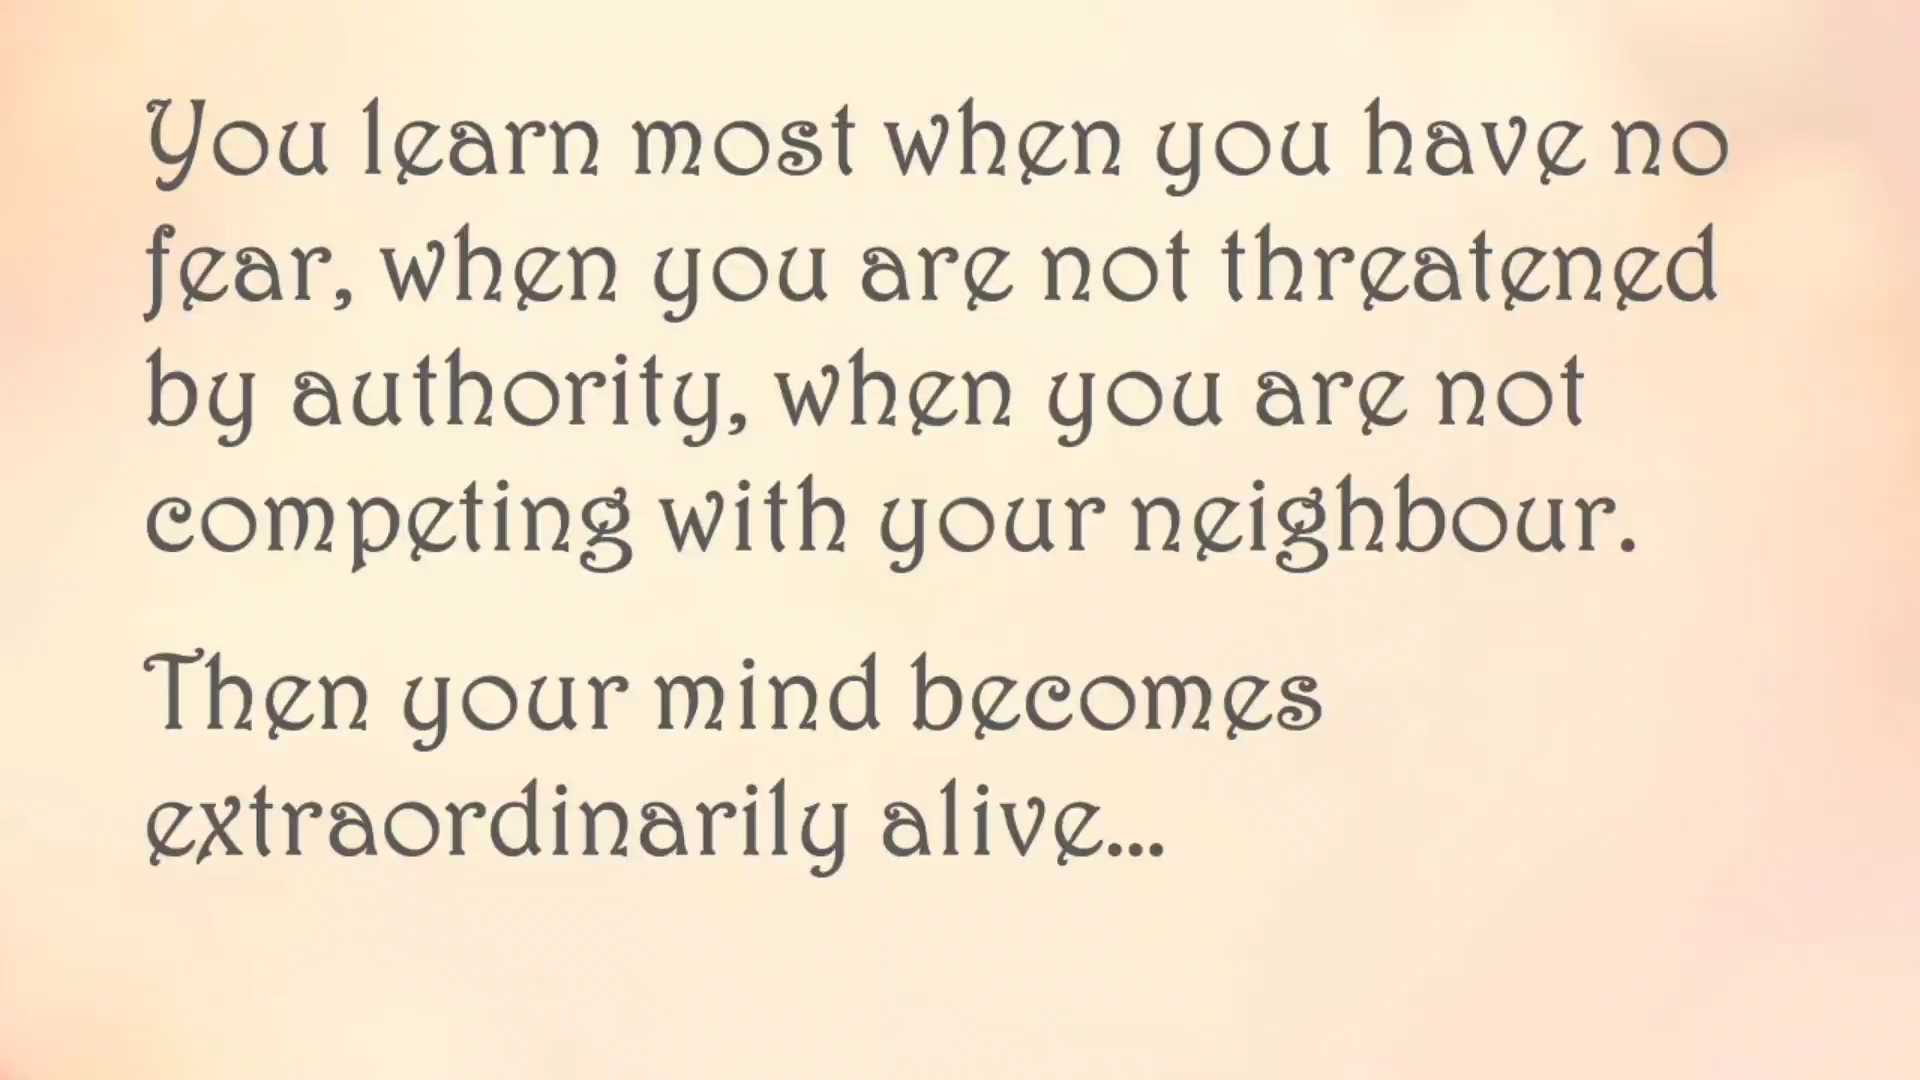 You learn most when you have no
fear, when you are not threatened
by authority, when you are not
competing with your neighbour.
Then your mind becomes
extraordinarily alive...